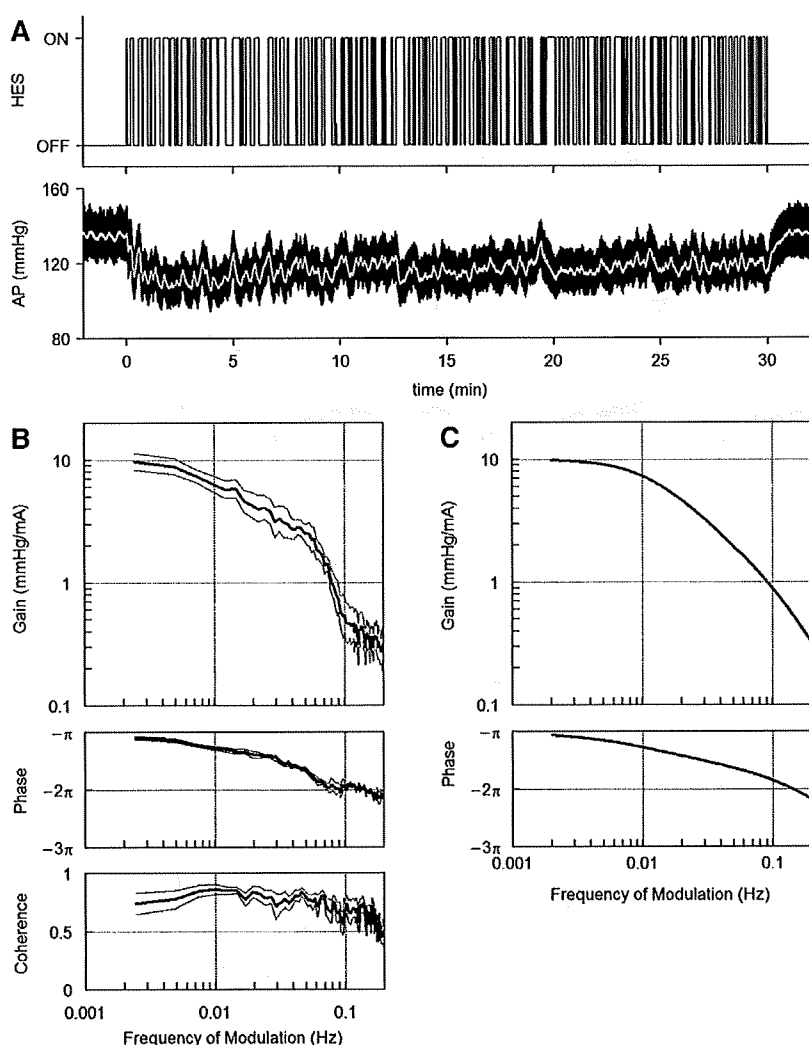 A
ON
HES
OFF
160
AP (mmHg)
120
80
0 5 10 15 20 25 30
time (min)
B
10
Gain (mmHg/mA)
1
0.1
−π
Phase
−2π
−3π
1
Coherence
0.5
0
0.001 0.01 0.1
Frequency of Modulation (Hz)
C
10
Gain (mmHg/mA)
1
0.1
−π
Phase
−2π
−3π
0.001 0.01 0.1
Frequency of Modulation (Hz)